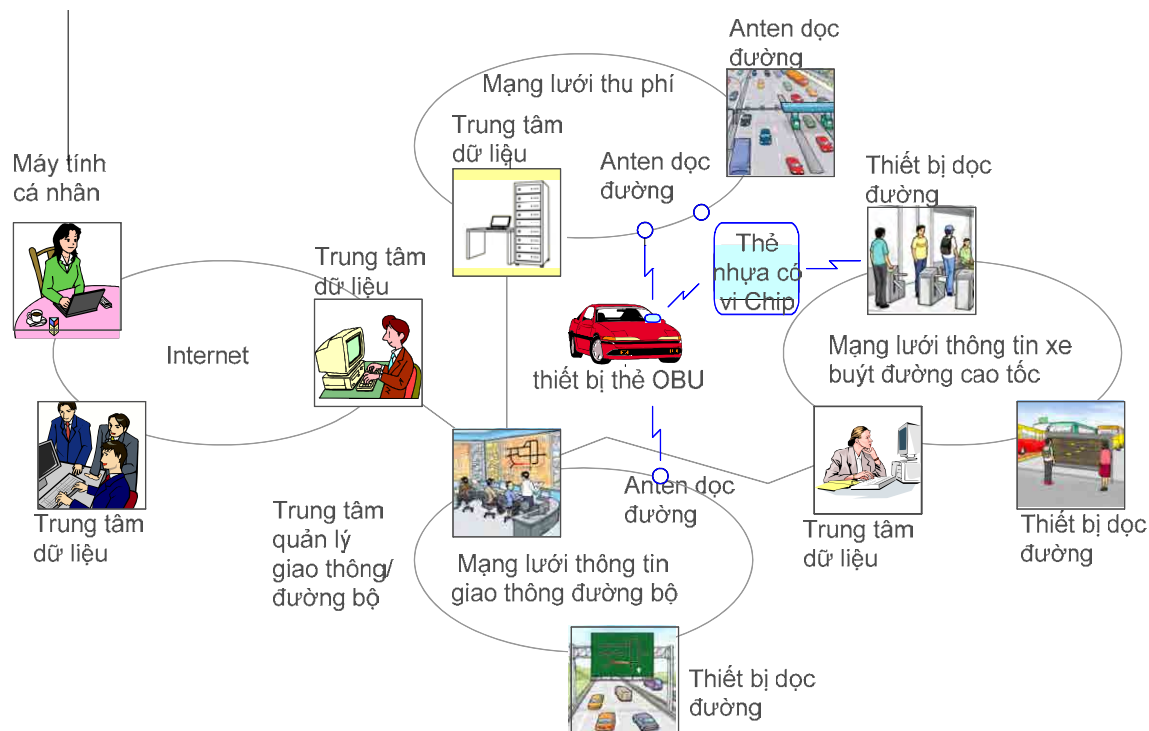 Anten dọc
đường
Mạng lưới thu phí
Trung tâm
dữ liệu
Anten dọc
đường
Máy tính
cá nhân
Thiết bị dọc
đường
Thẻ
nhựa có
vi Chip
Trung tâm
dữ liệu
Internet
thiết bị thẻ OBU
Mạng lưới thông tin xe
buýt đường cao tốc
Trung tâm
dữ liệu
Trung tâm
quản lý
giao thông/
đường bộ
Anten dọc
đường
Mạng lưới thông tin
giao thông đường bộ
Trung tâm
dữ liệu
Thiết bị dọc
đường
Thiết bị dọc
đường